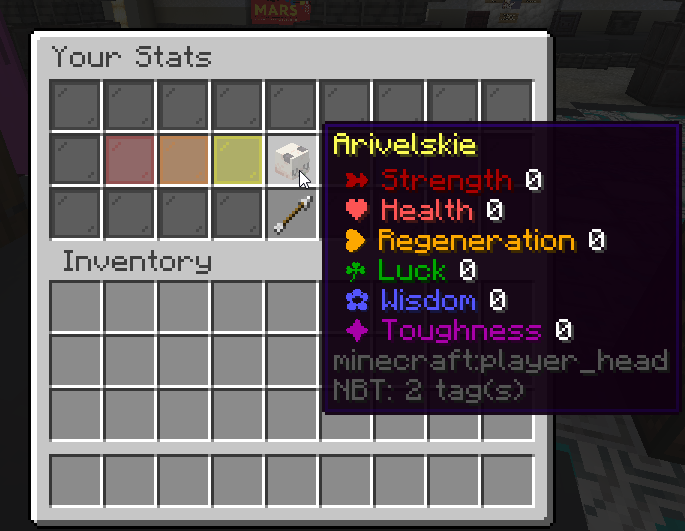 MARS
Your Stats
Arivelskie
➽ Strength 0
♥ Health 0
❥ Regeneration 0
☘ Luck 0
✿ Wisdom 0
✦ Toughness 0
minecraft:player_head
NBT: 2 tag(s)
Inventory